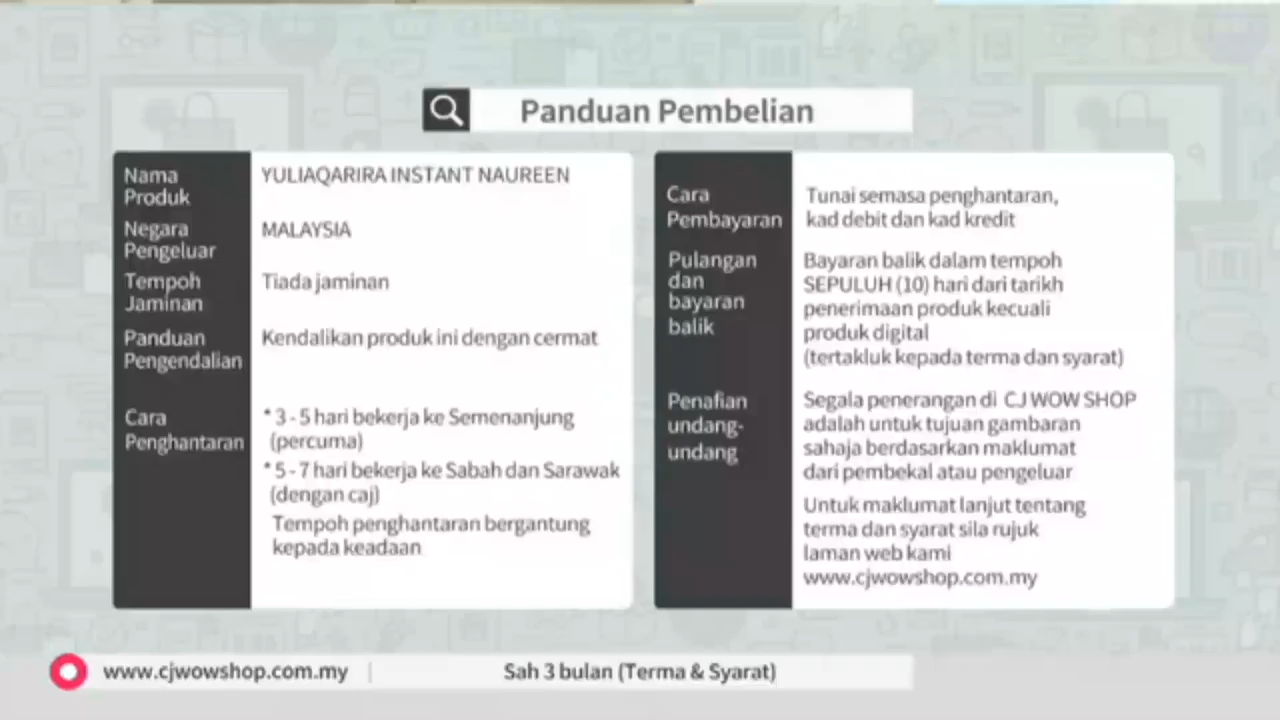 Panduan Pembelian
Nama
Produk
YULIAQARIRA INSTANT NAUREEN
Negara
Pengeluar
MALAYSIA
Tempoh
Jaminan
Tiada jaminan
Panduan
Pengendalian
Kendalikan produk ini dengan cermat
Cara
Penghantaran
* 3 - 5 hari bekerja ke Semenanjung
(percuma)
* 5 - 7 hari bekerja ke Sabah dan Sarawak
(dengan caj)
Tempoh penghantaran bergantung
kepada keadaan
Cara
Pembayaran
Tunai semasa penghantaran,
kad debit dan kad kredit
Pulangan
dan
bayaran
balik
Bayaran balik dalam tempoh
SEPULUH (10) hari dari tarikh
penerimaan produk kecuali
produk digital
(tertakluk kepada terma dan syarat)
Penafian
undang-
undang
Segala penerangan di CJ WOW SHOP
adalah untuk tujuan gambaran
sahaja berdasarkan maklumat
dari pembekal atau pengeluar
Untuk maklumat lanjut tentang
terma dan syarat sila rujuk
laman web kami
www.cjwowshop.com.my
www.cjwowshop.com.my | Sah 3 bulan (Terma & Syarat)